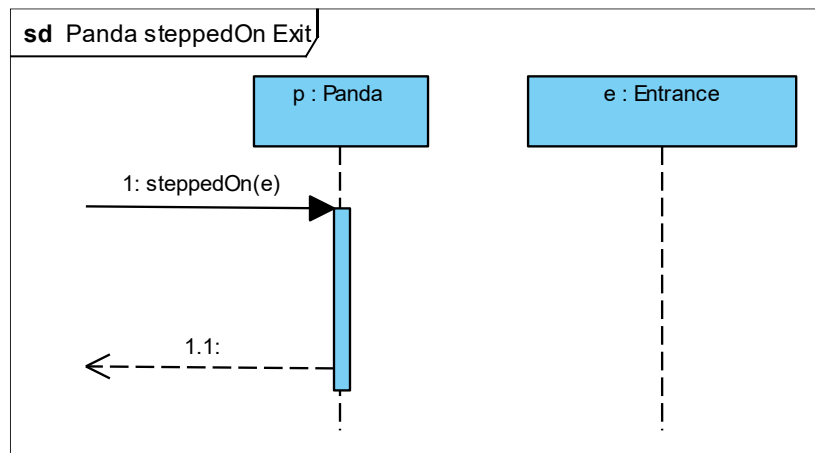 sd Panda steppedOn Exit
p : Panda
e : Entrance
1: steppedOn(e)
1.1: